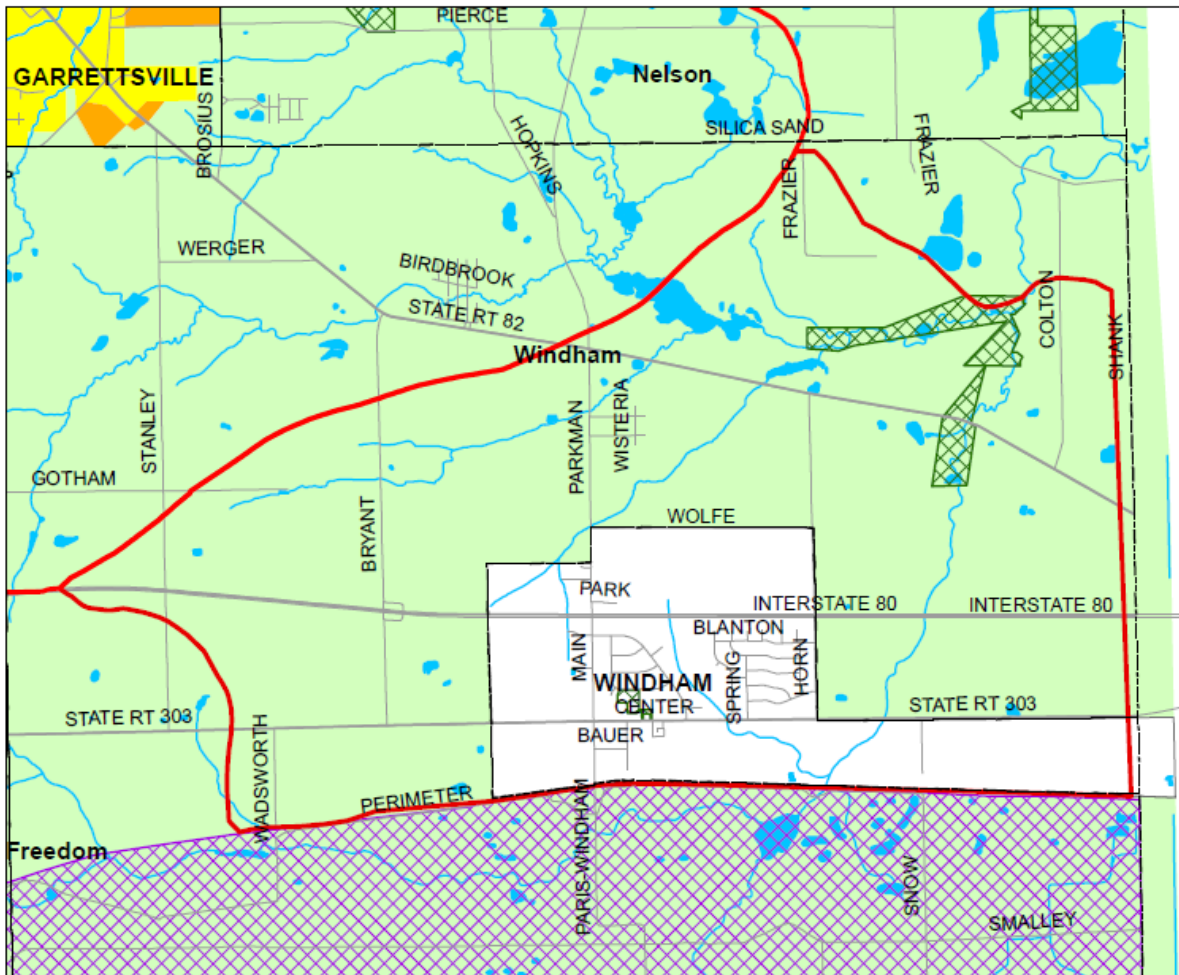 PIERCE
GARRETTSVILLE
Nelson
BROSIUS
HOPKINS
SILICA SAND
FRAZIER
FRAZIER
WERGER
BIRDBROOK
STATE RT 82
COLTON
SHANK
Windham
STANLEY
PARKMAN
WISTERIA
GOTHAM
BRYANT
WOLFE
PARK
INTERSTATE 80
INTERSTATE 80
BLANTON
MAIN
SPRING
HORN
WINDHAM
CENTER
STATE RT 303
STATE RT 303
BAUER
WADSWORTH
PERIMETER
PARIS-WINDHAM
Freedom
SNOW
SMALLEY